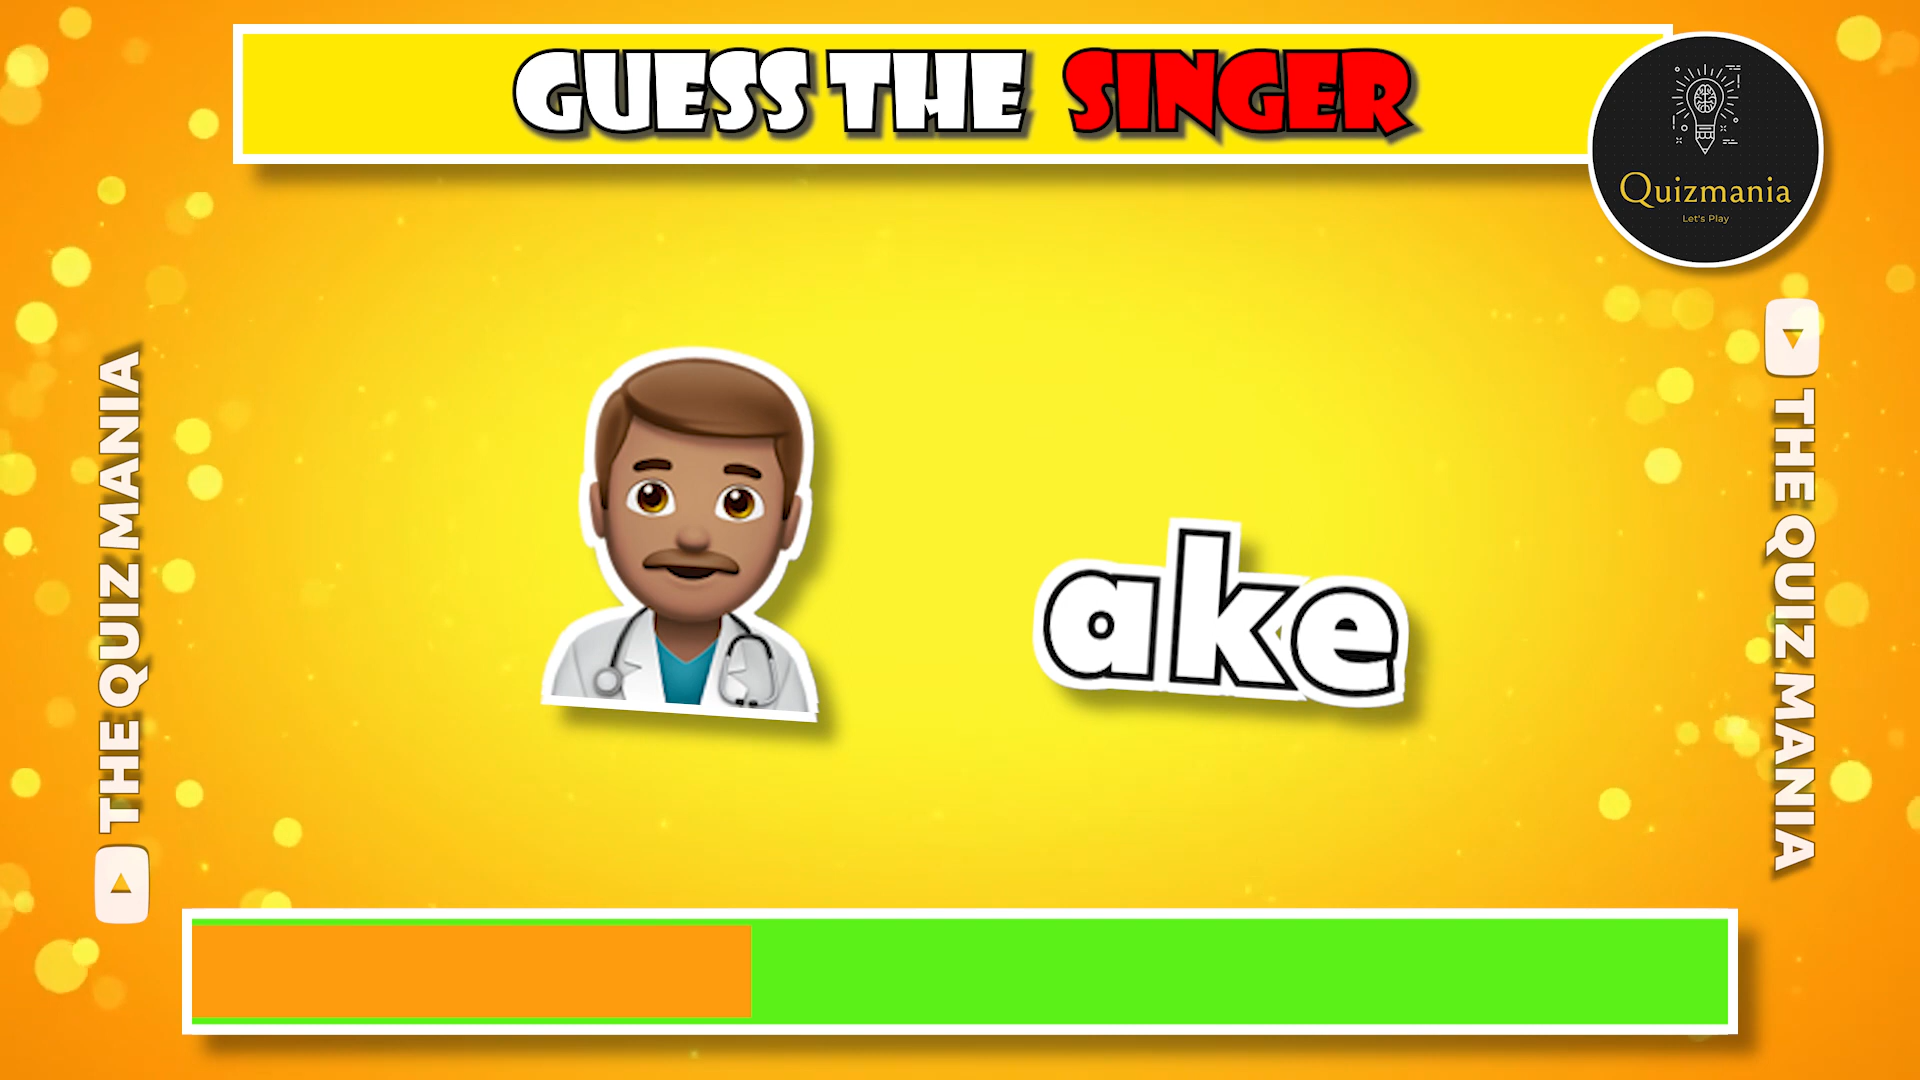 GUESS THE SINGER
Quizmania
Let's Play
THE QUIZ MANIA
ake
THE QUIZ MANIA